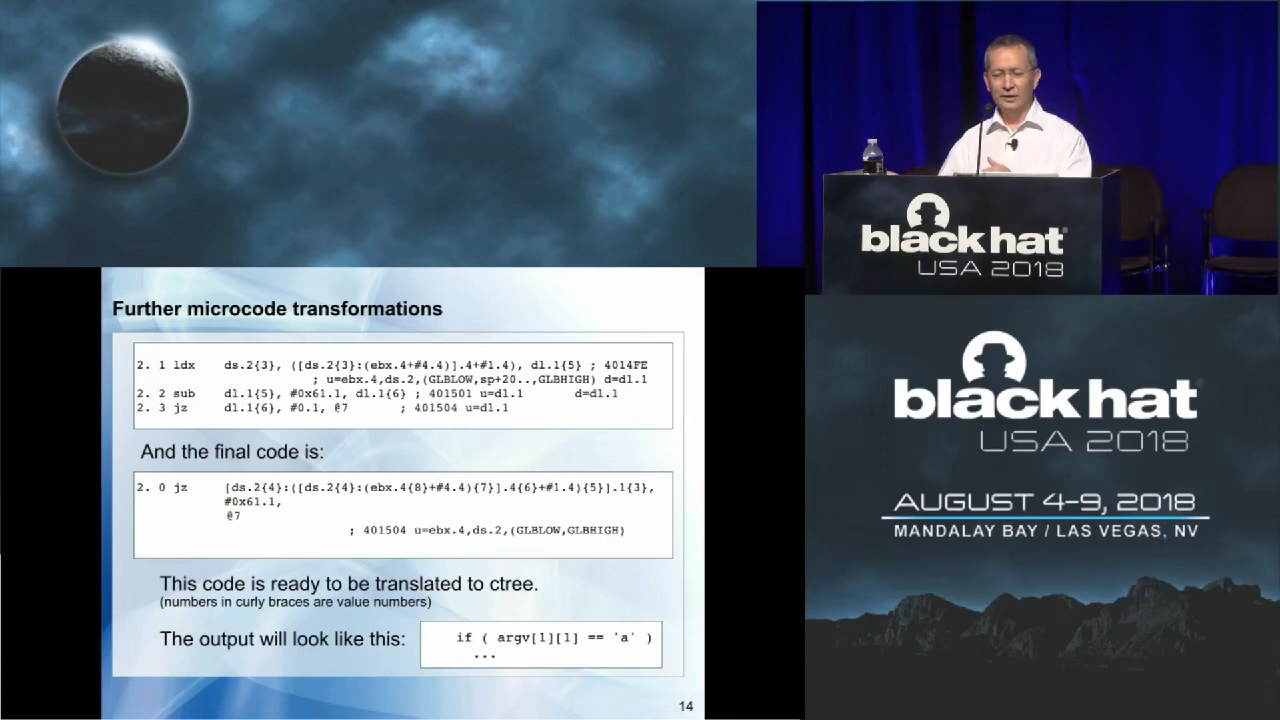 black hat
USA 2018
Further microcode transformations
2. 1 ldx ds.2{3}, ([ds.2{3}:(ebx.4+#4.4)].4+#1.4), dl.1{5} ; 4014FE
; u=ebx.4,ds.2,(GLBLOW,sp+20..,GLBHIGH) d=dl.1
2. 2 sub dl.1{5}, #0x61.1, dl.1{6} ; 401501 u=dl.1 d=dl.1
2. 3 jz dl.1{6}, #0.1, @7 ; 401504 u=dl.1
And the final code is:
2. 0 jz [ds.2{4}:([ds.2{4}:(ebx.4{8}+#4.4){7}].4{6}+#1.4){5}].1{3},
#0x61.1,
@7
; 401504 u=ebx.4,ds.2,(GLBLOW,GLBHIGH)
This code is ready to be translated to ctree.
(numbers in curly braces are value numbers)
The output will look like this:
if ( argv[1][1] == 'a' )
...
14
black hat
USA 2018
AUGUST 4-9, 2018
MANDALAY BAY / LAS VEGAS, NV